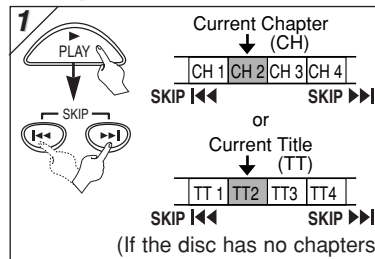 1
PLAY
SKIP
Current Chapter
(CH)
CH 1 CH 2 CH 3 CH 4
SKIP SKIP
or
Current Title
(TT)
TT 1 TT2 TT3 TT4
SKIP SKIP
(If the disc has no chapters